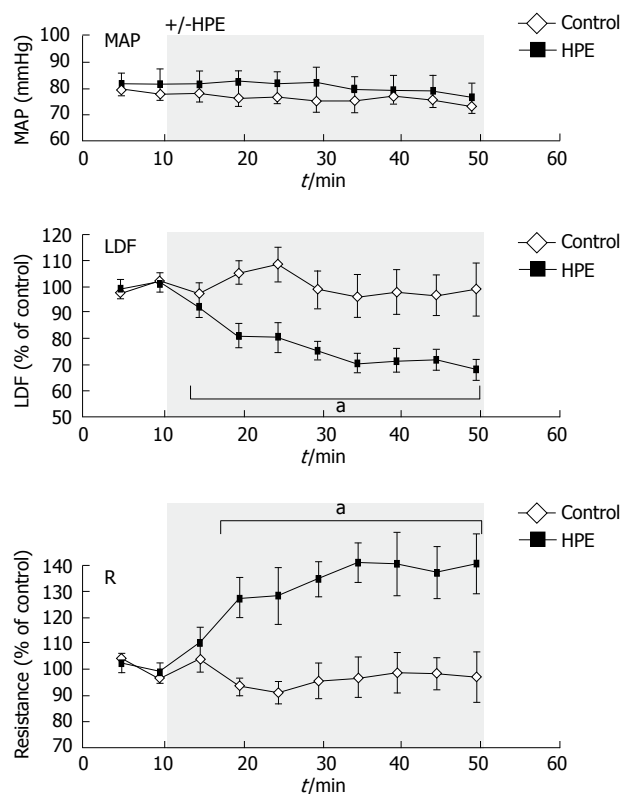 +/-HPE
MAP
Control
HPE
MAP (mmHg)
100
90
80
70
60
0 10 20 30 40 50 60
t/min
LDF
Control
HPE
LDF (% of control)
120
110
100
90
80
70
60
50
a
0 10 20 30 40 50 60
t/min
a
Control
HPE
R
Resistance (% of control)
140
130
120
110
100
90
80
70
0 10 20 30 40 50 60
t/min